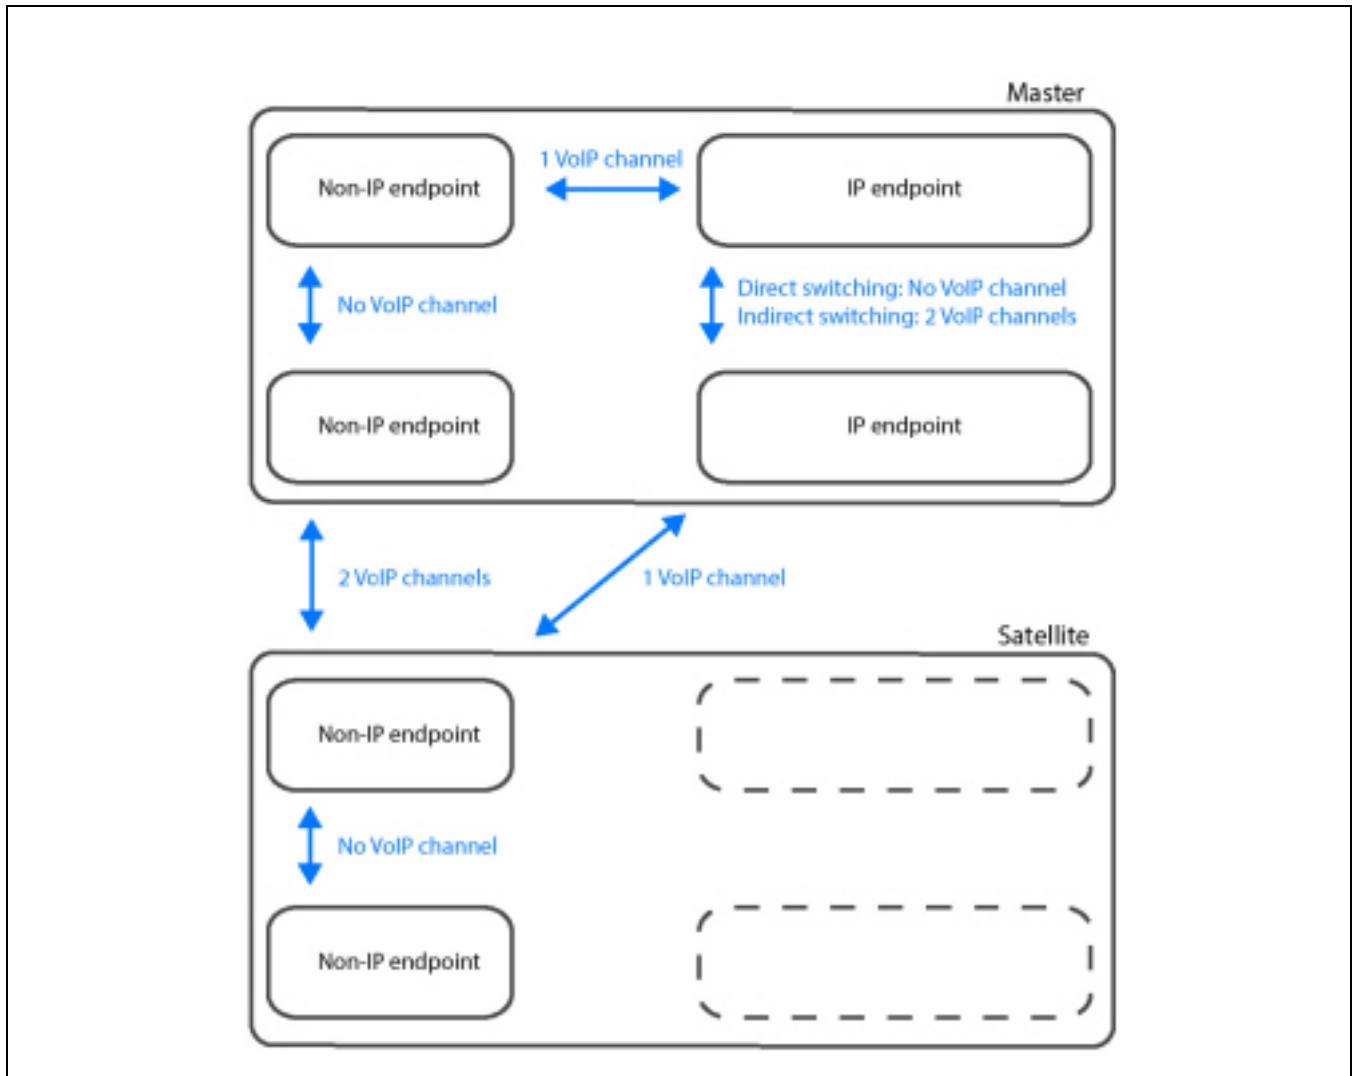 Master
Non-IP endpoint
1 VoIP channel
IP endpoint
No VoIP channel
Direct switching: No VoIP channel
Indirect switching: 2 VoIP channels
Non-IP endpoint
IP endpoint
2 VoIP channels
1 VoIP channel
Satellite
Non-IP endpoint
No VoIP channel
Non-IP endpoint